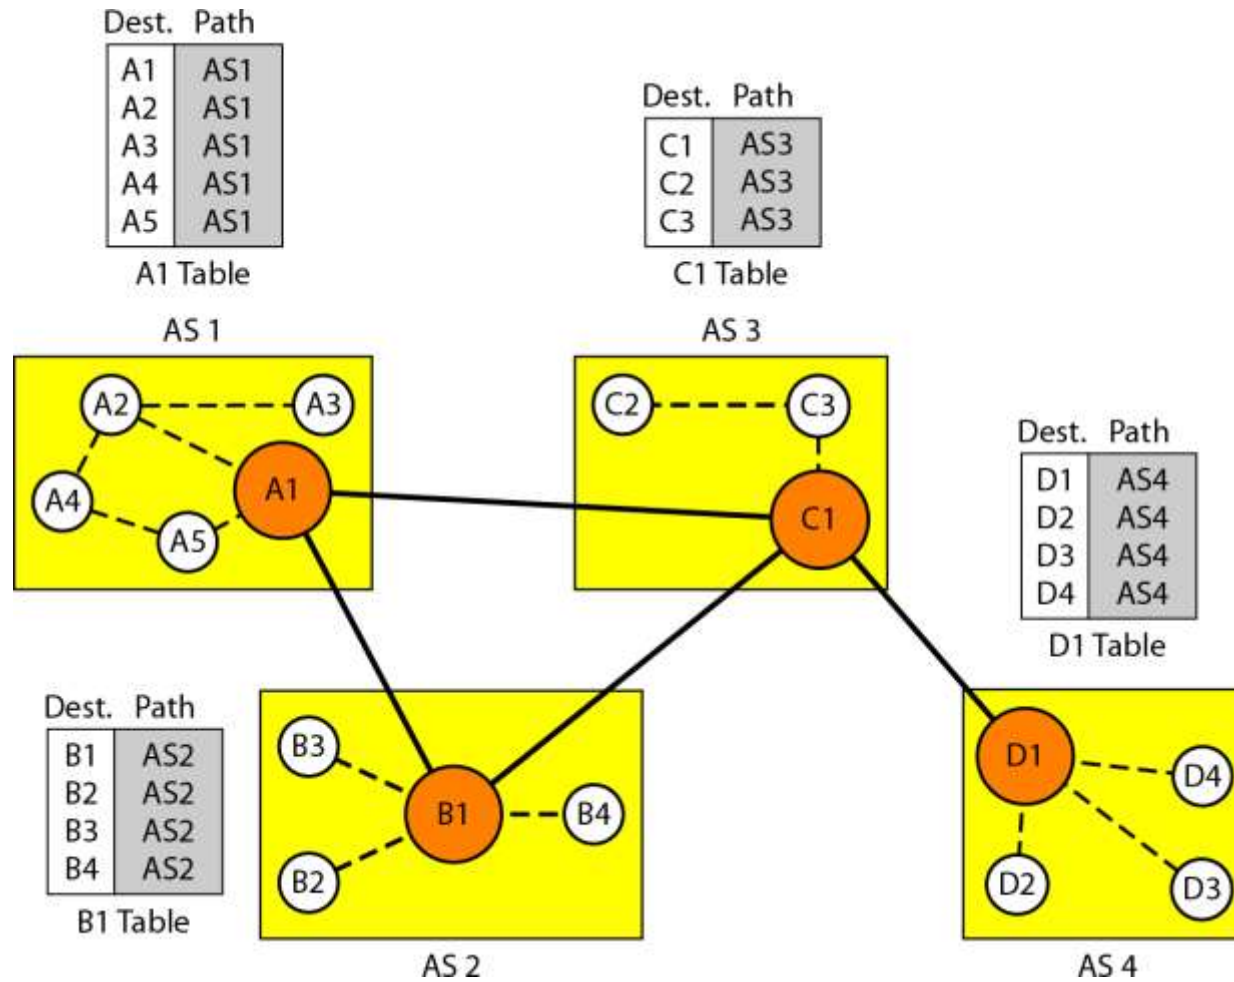 Dest. Path
A1 AS1
A2 AS1
A3 AS1
A4 AS1
A5 AS1
A1 Table
Dest. Path
C1 AS3
C2 AS3
C3 AS3
C1 Table
AS 1
A2
A3
A1
A4
A5
AS 3
C2
C3
C1
Dest. Path
D1 AS4
D2 AS4
D3 AS4
D4 AS4
D1 Table
Dest. Path
B1 AS2
B2 AS2
B3 AS2
B4 AS2
B1 Table
B3
B1
B4
B2
AS 2
D1
D4
D2
D3
AS 4